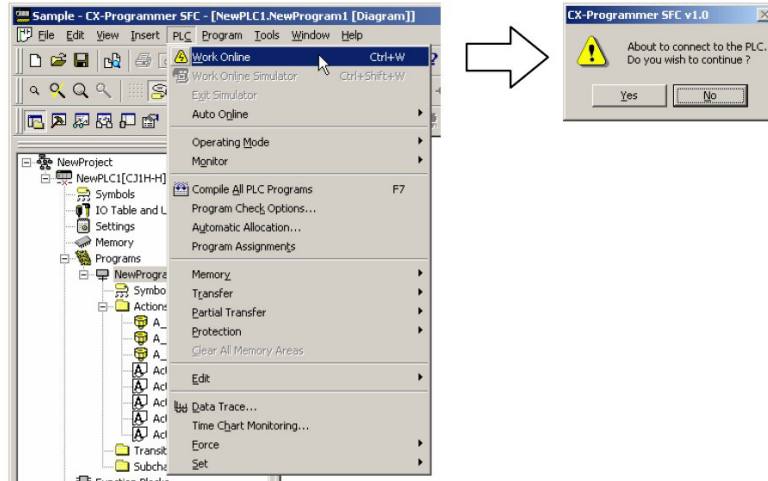 Sample - CX-Programmer SFC - [NewPLC1.NewProgram1 [Diagram]]
File Edit View Insert PLC Program Tools Window Help
Work Online Ctrl+W
Work Online Simulator Ctrl+Shift+W
Exit Simulator
Auto Online
Operating Mode
Monitor
Compile All PLC Programs F7
Program Check Options...
Automatic Allocation...
Program Assignments
Memory
Transfer
Partial Transfer
Protection
Clear All Memory Areas
Edit
Data Trace...
Time Chart Monitoring...
Force
Set
NewProject
NewPLC1[CJ1H-H]
Symbols
IO Table and U
Settings
Memory
Programs
NewProgra
Symbo
Actions
A_
A_
A_
Act
Act
Act
Act
Act
Transit
Subcha
Function Blocks
CX-Programmer SFC v1.0
About to connect to the PLC.
Do you wish to continue ?
Yes No